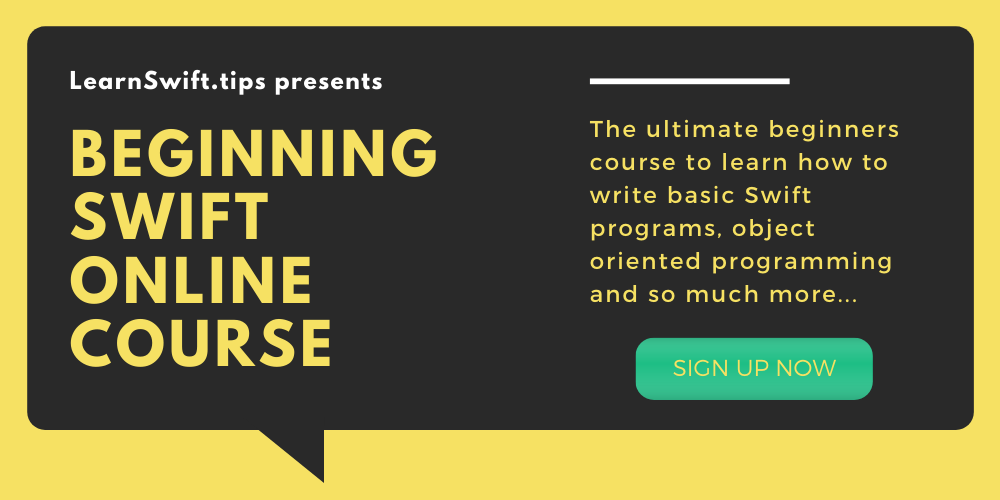 LearnSwift.tips presents
BEGINNING
SWIFT
ONLINE
COURSE
The ultimate beginners
course to learn how to
write basic Swift
programs, object
oriented programming
and so much more...
SIGN UP NOW